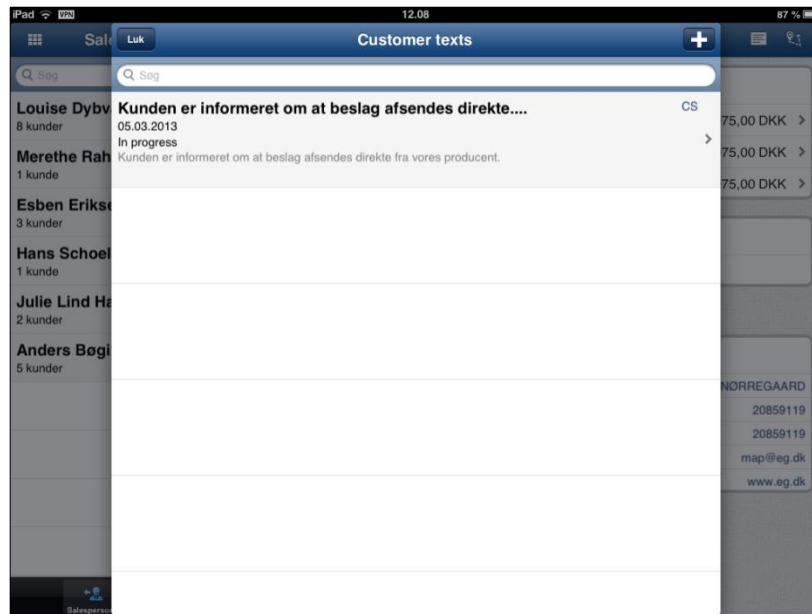 iPad VPN 12.08 87 %
Sal
Luk
Customer texts
Søg
Søg
Kunden er informeret om at beslag afsendes direkte....
CS
05.03.2013
In progress
Kunden er informeret om at beslag afsendes direkte fra vores producent.
Louise Dybv
8 kunder
Merethe Rah
1 kunde
Esben Erikse
3 kunder
Hans Schoel
1 kunde
Julie Lind Ha
2 kunder
Anders Bøgi
5 kunder
75,00 DKK
75,00 DKK
75,00 DKK
NØRREGAARD
20859119
20859119
map@eg.dk
www.eg.dk
Salesperso